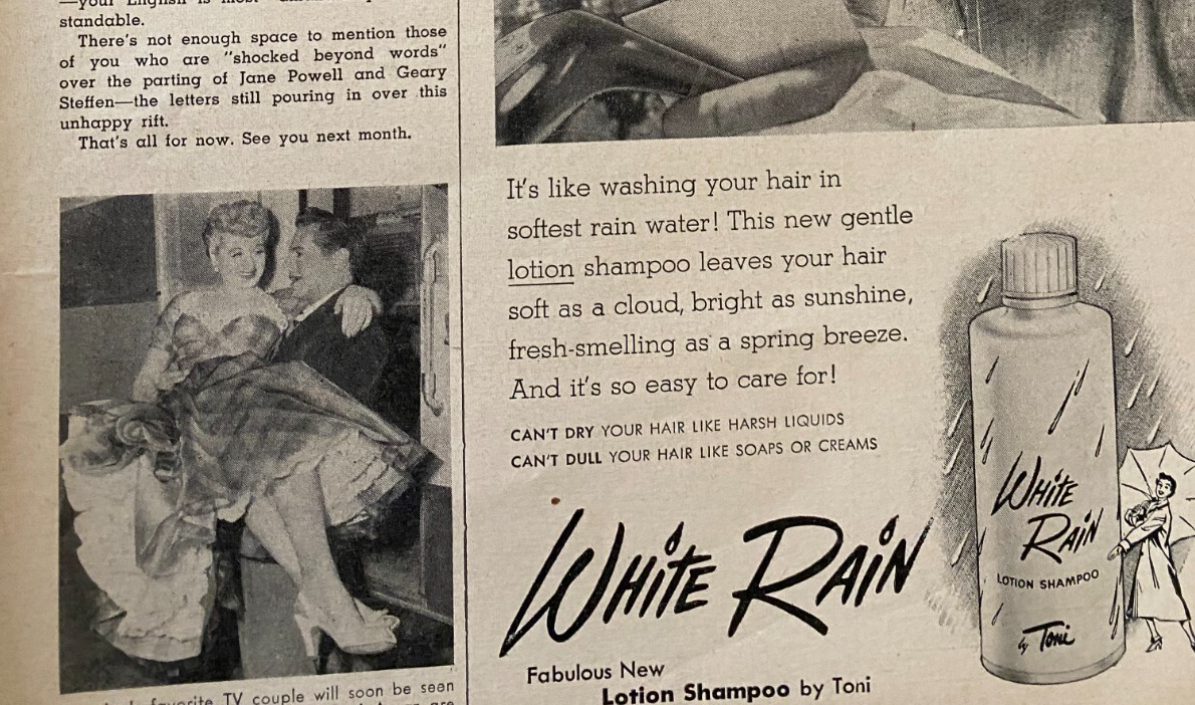 —your English is most
standable.
There's not enough space to mention those
of you who are "shocked beyond words"
over the parting of Jane Powell and Geary
Steffen—the letters still pouring in over this
unhappy rift.
That's all for now. See you next month.
favorite TV couple will soon be seen
are
It's like washing your hair in
softest rain water! This new gentle
lotion shampoo leaves your hair
soft as a cloud, bright as sunshine,
fresh-smelling as a spring breeze.
And it's so easy to care for!
CAN'T DRY YOUR HAIR LIKE HARSH LIQUIDS
CAN'T DULL YOUR HAIR LIKE SOAPS OR CREAMS
WHITE RAIN
Fabulous New
Lotion Shampoo by Toni
WHITE
RAIN
LOTION SHAMPOO
by Toni